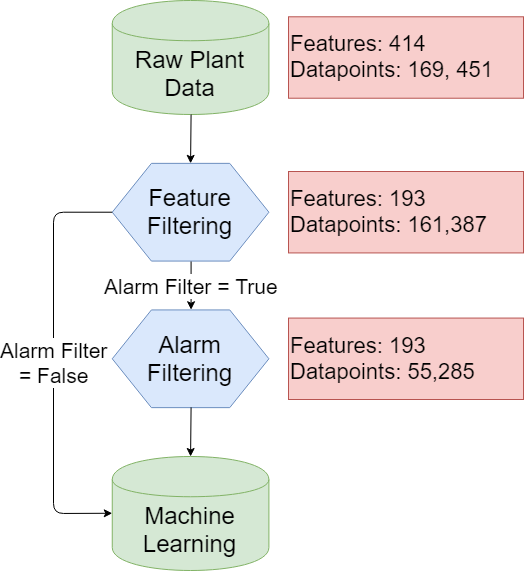 Raw Plant
Data
Features: 414
Datapoints: 169, 451
Feature
Filtering
Features: 193
Datapoints: 161,387
Alarm Filter = True
Alarm Filter
= False
Alarm
Filtering
Features: 193
Datapoints: 55,285
Machine
Learning